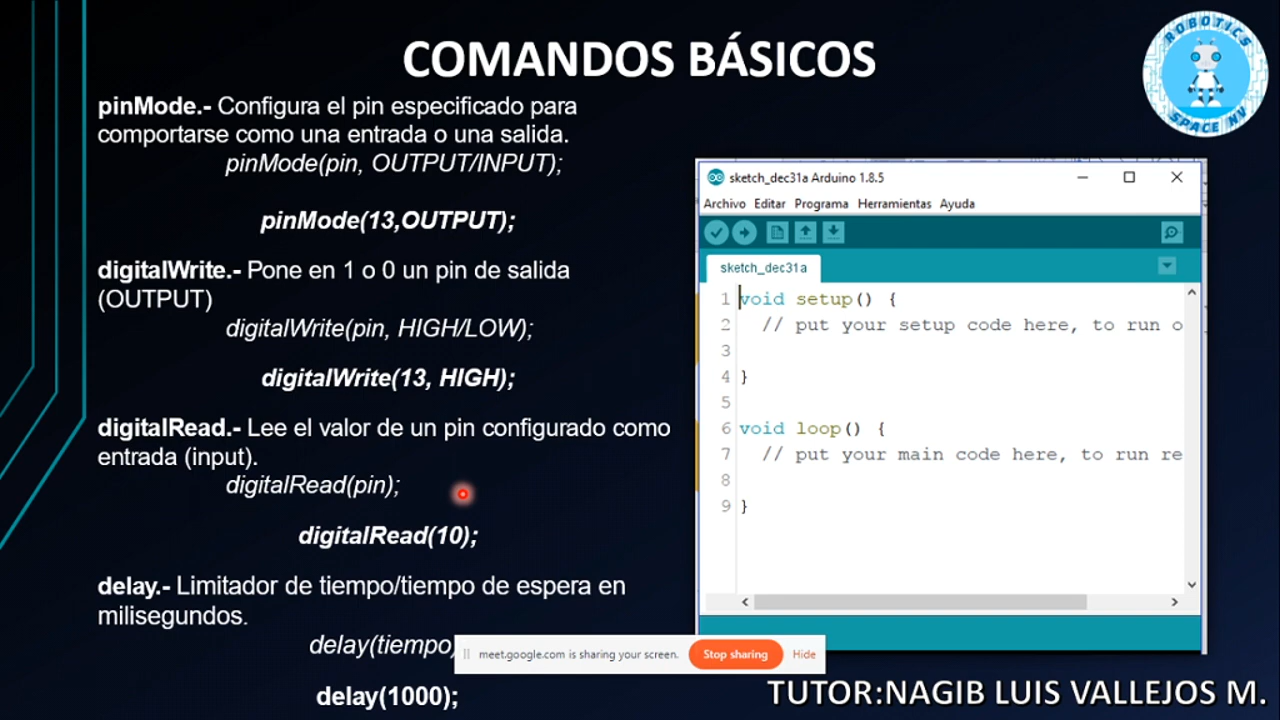 COMANDOS BÁSICOS
ROBOTICS
SPACE NV
pinMode.- Configura el pin especificado para
comportarse como una entrada o una salida.
pinMode(pin, OUTPUT/INPUT);
pinMode(13,OUTPUT);
digitalWrite.- Pone en 1 o 0 un pin de salida
(OUTPUT)
digitalWrite(pin, HIGH/LOW);
digitalWrite(13, HIGH);
digitalRead.- Lee el valor de un pin configurado como
entrada (input).
digitalRead(pin);
digitalRead(10);
delay.- Limitador de tiempo/tiempo de espera en
milisegundos.
delay(tiempo)
delay(1000);
sketch_dec31a Arduino 1.8.5
Archivo Editar Programa Herramientas Ayuda
sketch_dec31a
1 void setup() {
2 // put your setup code here, to run o
3
4 }
5
6 void loop() {
7 // put your main code here, to run re
8
9 }
meet.google.com is sharing your screen. Stop sharing Hide
TUTOR:NAGIB LUIS VALLEJOS M.